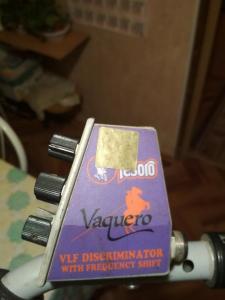 Tesoro
Vaquero
VLF DISCRIMINATOR
WITH FREQUENCY SHIFT